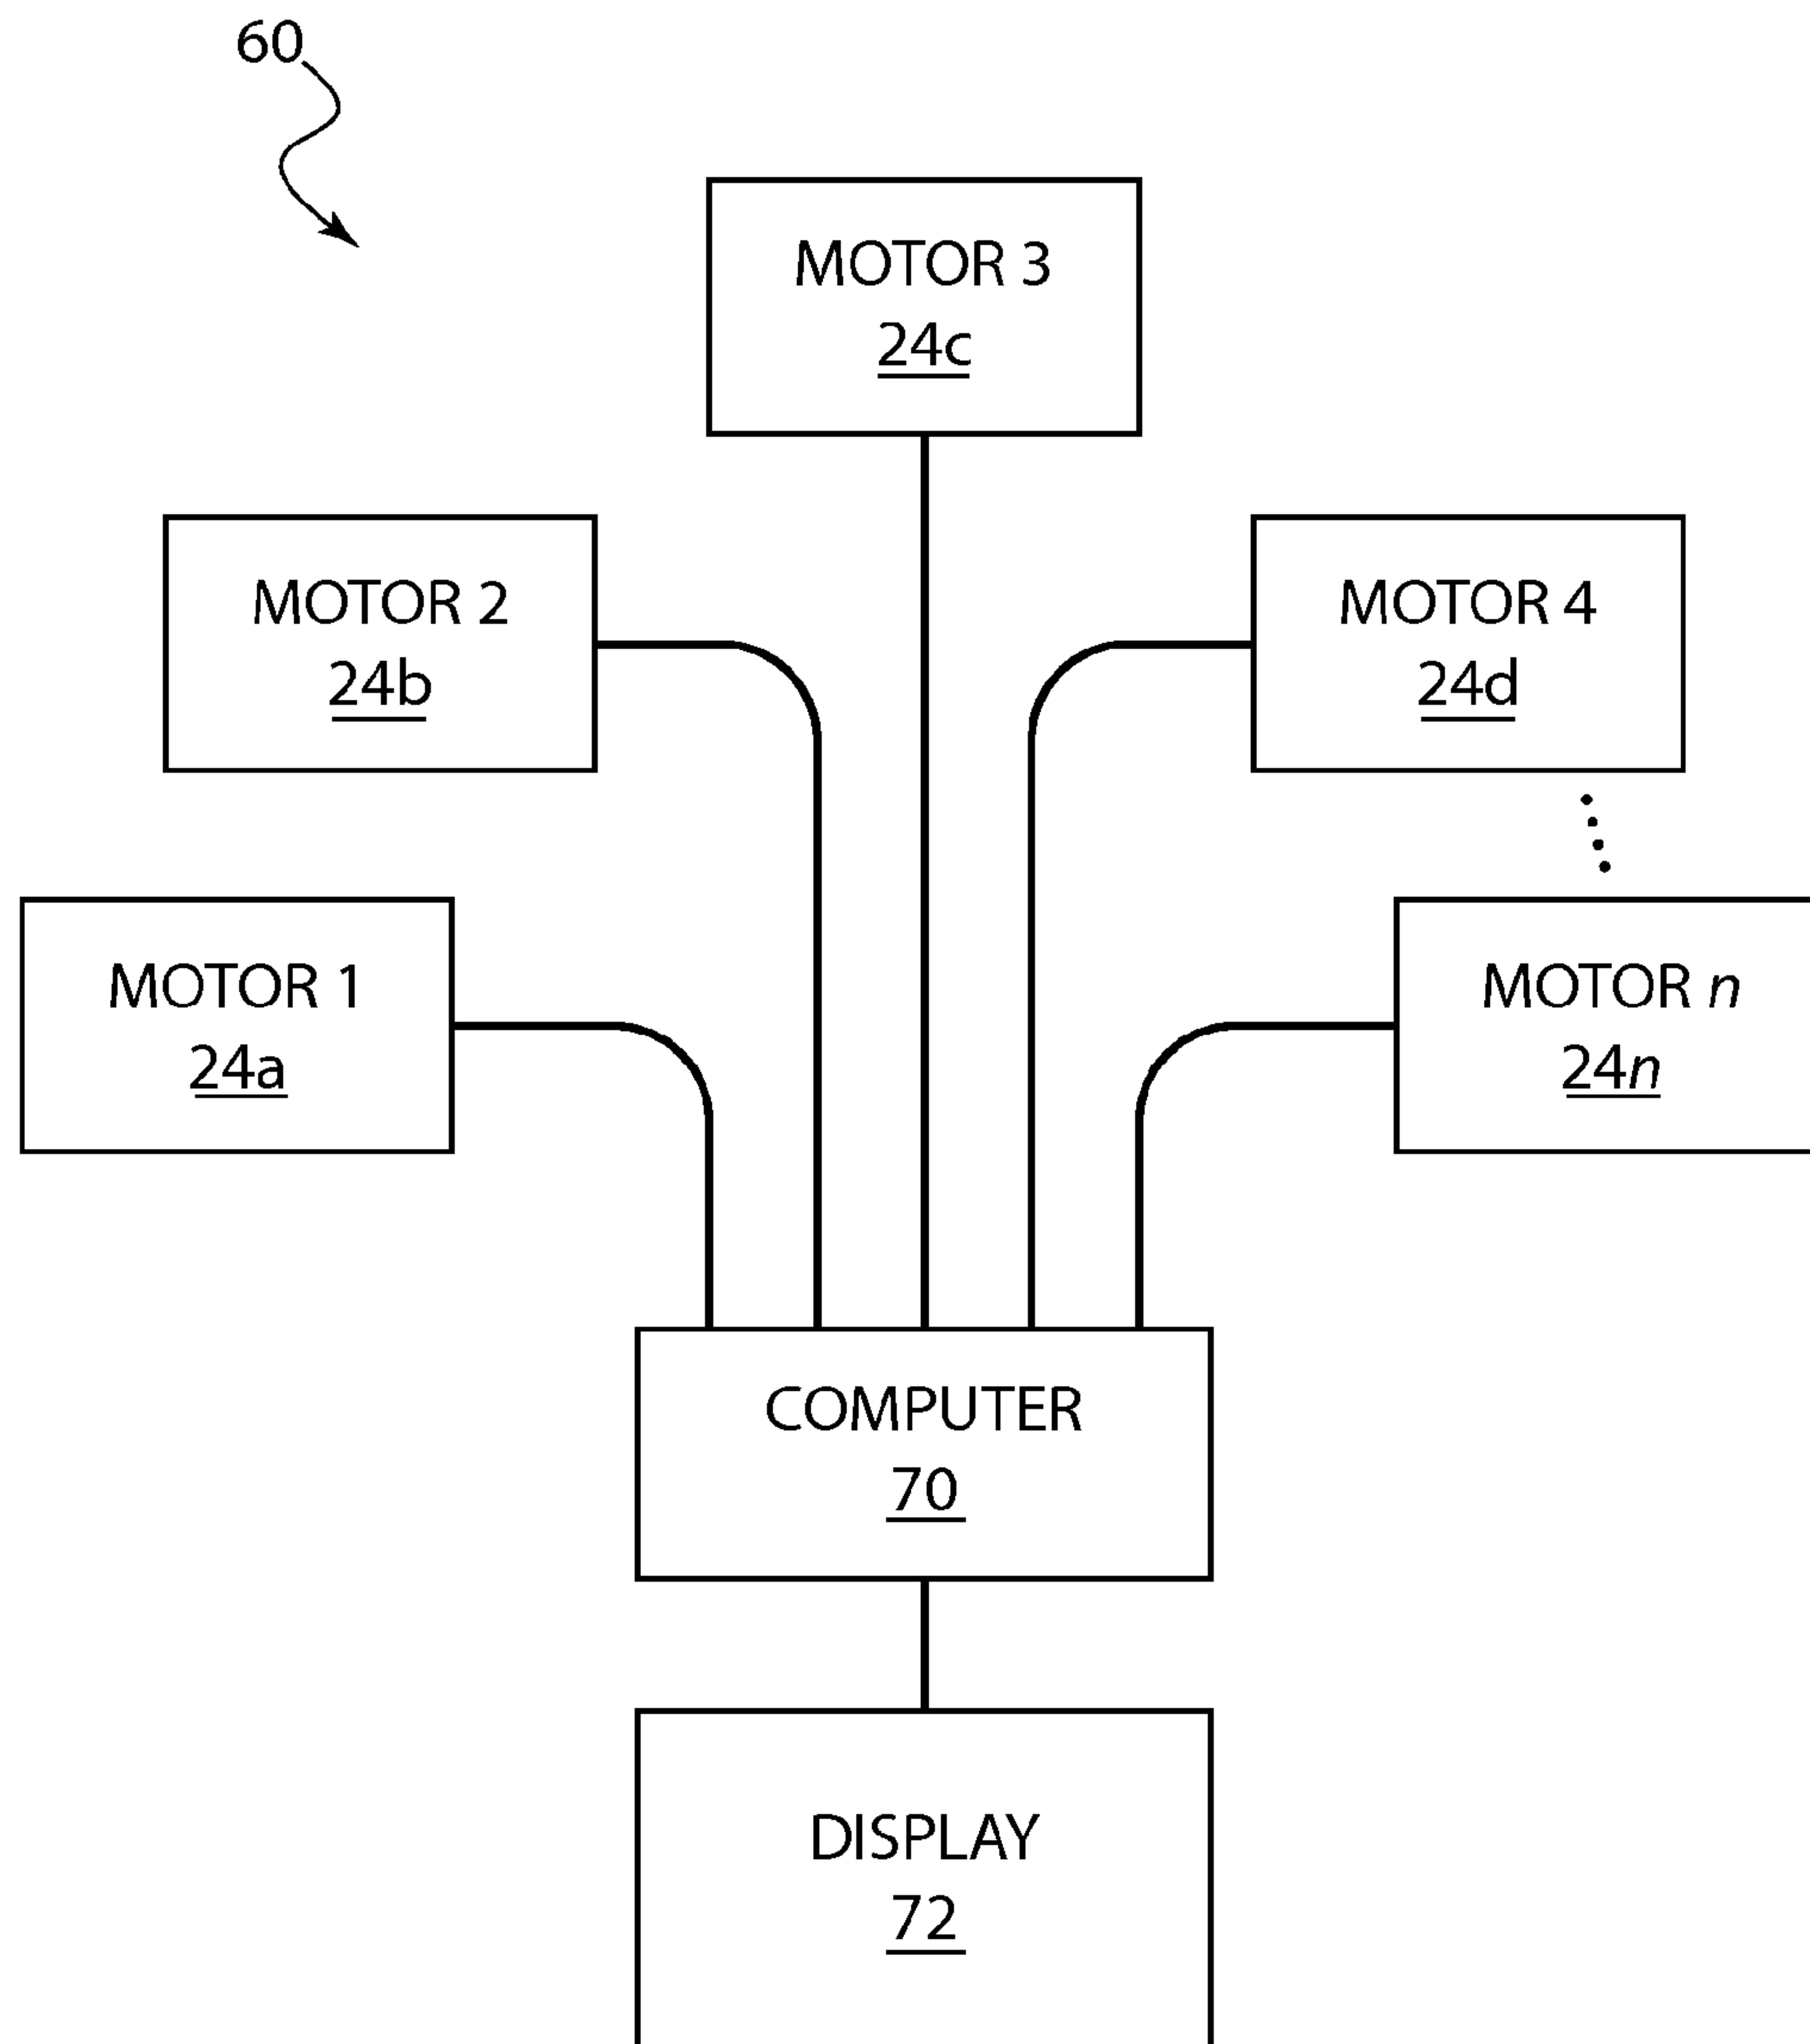 60
MOTOR 3
24c
MOTOR 2
24b
MOTOR 4
24d
MOTOR 1
24a
MOTOR n
24n
COMPUTER
70
DISPLAY
72